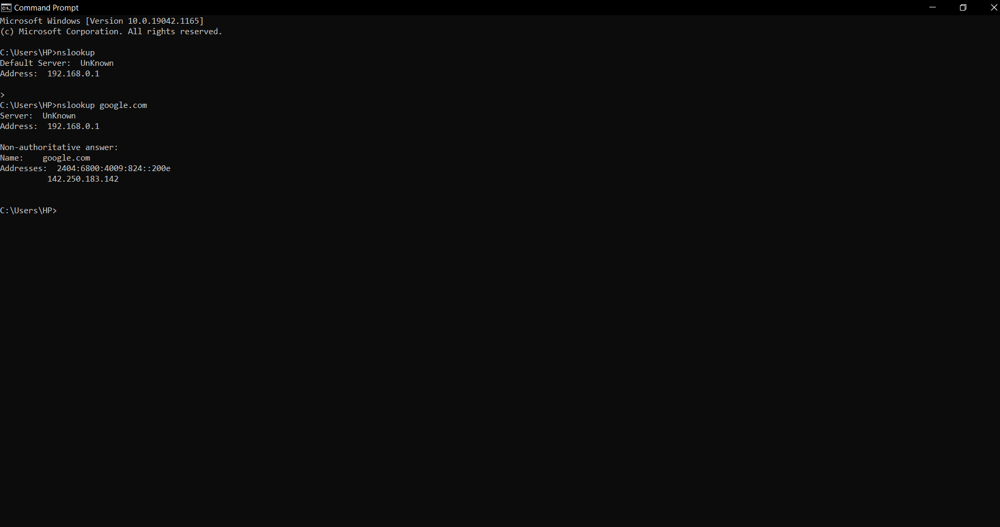 Command Prompt
Microsoft Windows [Version 10.0.19042.1165]
(c) Microsoft Corporation. All rights reserved.
C:\Users\HP>nslookup
Default Server:  UnKnown
Address:  192.168.0.1
>
C:\Users\HP>nslookup google.com
Server:  UnKnown
Address:  192.168.0.1
Non-authoritative answer:
Name:    google.com
Addresses:  2404:6800:4009:824::200e
          142.250.183.142
C:\Users\HP>